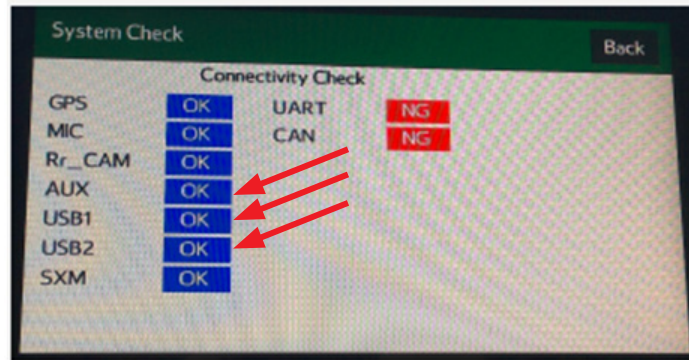 System Check
Back
Connectivity Check
GPS OK UART NG
MIC OK CAN NG
Rr_CAM OK
AUX OK
USB1 OK
USB2 OK
SXM OK